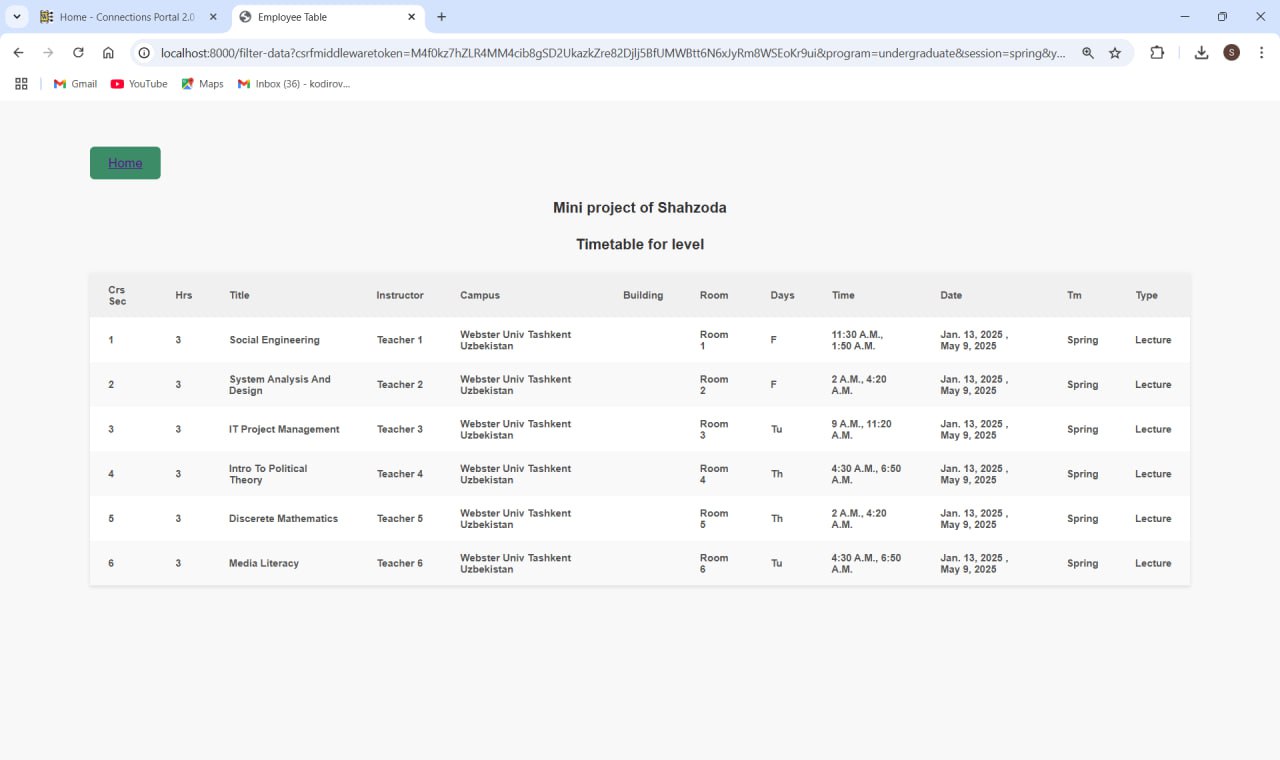 Home - Connections Portal 2.0
Employee Table
localhost:8000/filter-data?csrfmiddlewaretoken=M4f0kz7hZLR4MM4cib8gSD2UkazkZre82Djlj5BfUMWBtt6N6xJyRm8WSEoKr9ui&program=undergraduate&session=spring&y...
S
Gmail
YouTube
Maps
Inbox (36) - kodirov...
Home
Mini project of Shahzoda
Timetable for level
Crs Sec Hrs Title Instructor Campus Building Room Days Time Date Tm Type
1 3 Social Engineering Teacher 1 Webster Univ Tashkent Uzbekistan Room 1 F 11:30 A.M., 1:50 A.M. Jan. 13, 2025 , May 9, 2025 Spring Lecture
2 3 System Analysis And Design Teacher 2 Webster Univ Tashkent Uzbekistan Room 2 F 2 A.M., 4:20 A.M. Jan. 13, 2025 , May 9, 2025 Spring Lecture
3 3 IT Project Management Teacher 3 Webster Univ Tashkent Uzbekistan Room 3 Tu 9 A.M., 11:20 A.M. Jan. 13, 2025 , May 9, 2025 Spring Lecture
4 3 Intro To Political Theory Teacher 4 Webster Univ Tashkent Uzbekistan Room 4 Th 4:30 A.M., 6:50 A.M. Jan. 13, 2025 , May 9, 2025 Spring Lecture
5 3 Discerete Mathematics Teacher 5 Webster Univ Tashkent Uzbekistan Room 5 Th 2 A.M., 4:20 A.M. Jan. 13, 2025 , May 9, 2025 Spring Lecture
6 3 Media Literacy Teacher 6 Webster Univ Tashkent Uzbekistan Room 6 Tu 4:30 A.M., 6:50 A.M. Jan. 13, 2025 , May 9, 2025 Spring Lecture